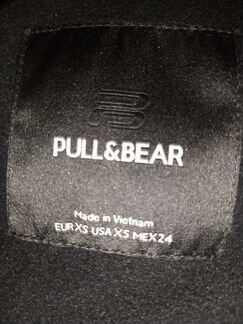 PULL&BEAR
Made in Vietnam
EUR XS USA XS MEX 24